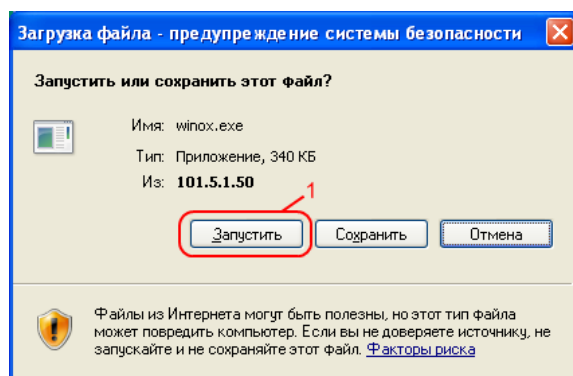 Загрузка файла - предупреждение системы безопасности
Запустить или сохранить этот файл?
Имя: winox.exe
Тип: Приложение, 340 КБ
Из: 101.5.1.50
1
Запустить Сохранить Отмена
Файлы из Интернета могут быть полезны, но этот тип файла
может повредить компьютер. Если вы не доверяете источнику, не
запускайте и не сохраняйте этот файл. Факторы риска